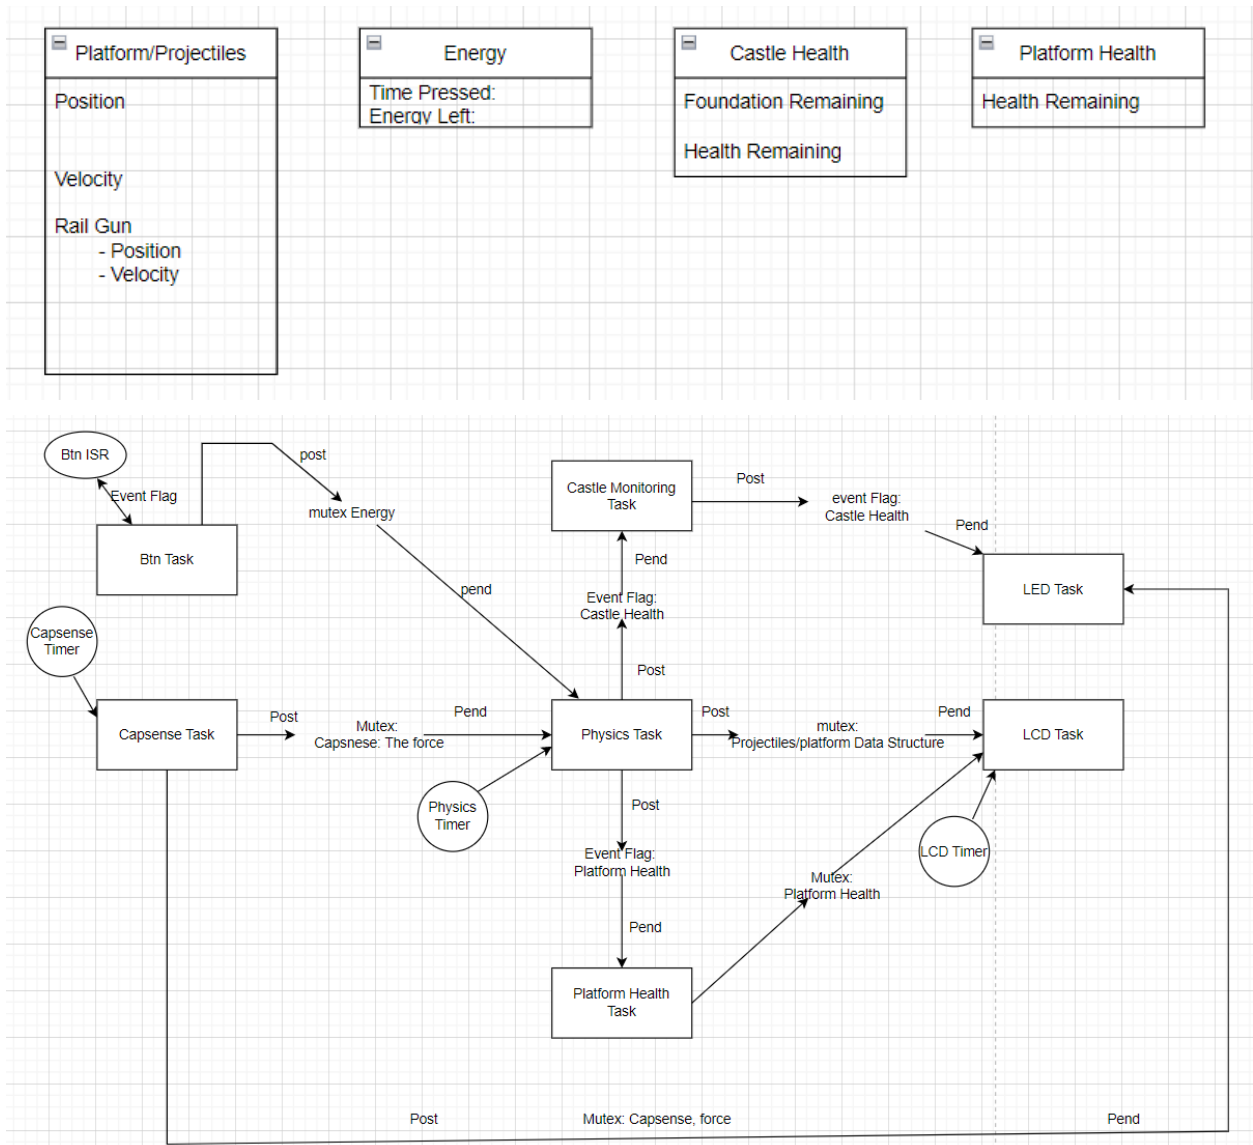 Platform/Projectiles
Position
Velocity
Rail Gun
- Position
- Velocity
Energy
Time Pressed:
Energy Left:
Castle Health
Foundation Remaining
Health Remaining
Platform Health
Health Remaining
Btn ISR
Event Flag
Btn Task
post
mutex Energy
pend
Castle Monitoring
Task
Post
event Flag:
Castle Health
Pend
LED Task
Pend
Event Flag:
Castle Health
Post
Capsense
Timer
Capsense Task
Post
Mutex:
Capsnese: The force
Pend
Physics Task
Post
mutex:
Projectiles/platform Data Structure
Pend
LCD Task
Physics
Timer
Post
Event Flag:
Platform Health
Pend
LCD Timer
Mutex:
Platform Health
Platform Health
Task
Post
Mutex: Capsense, force
Pend